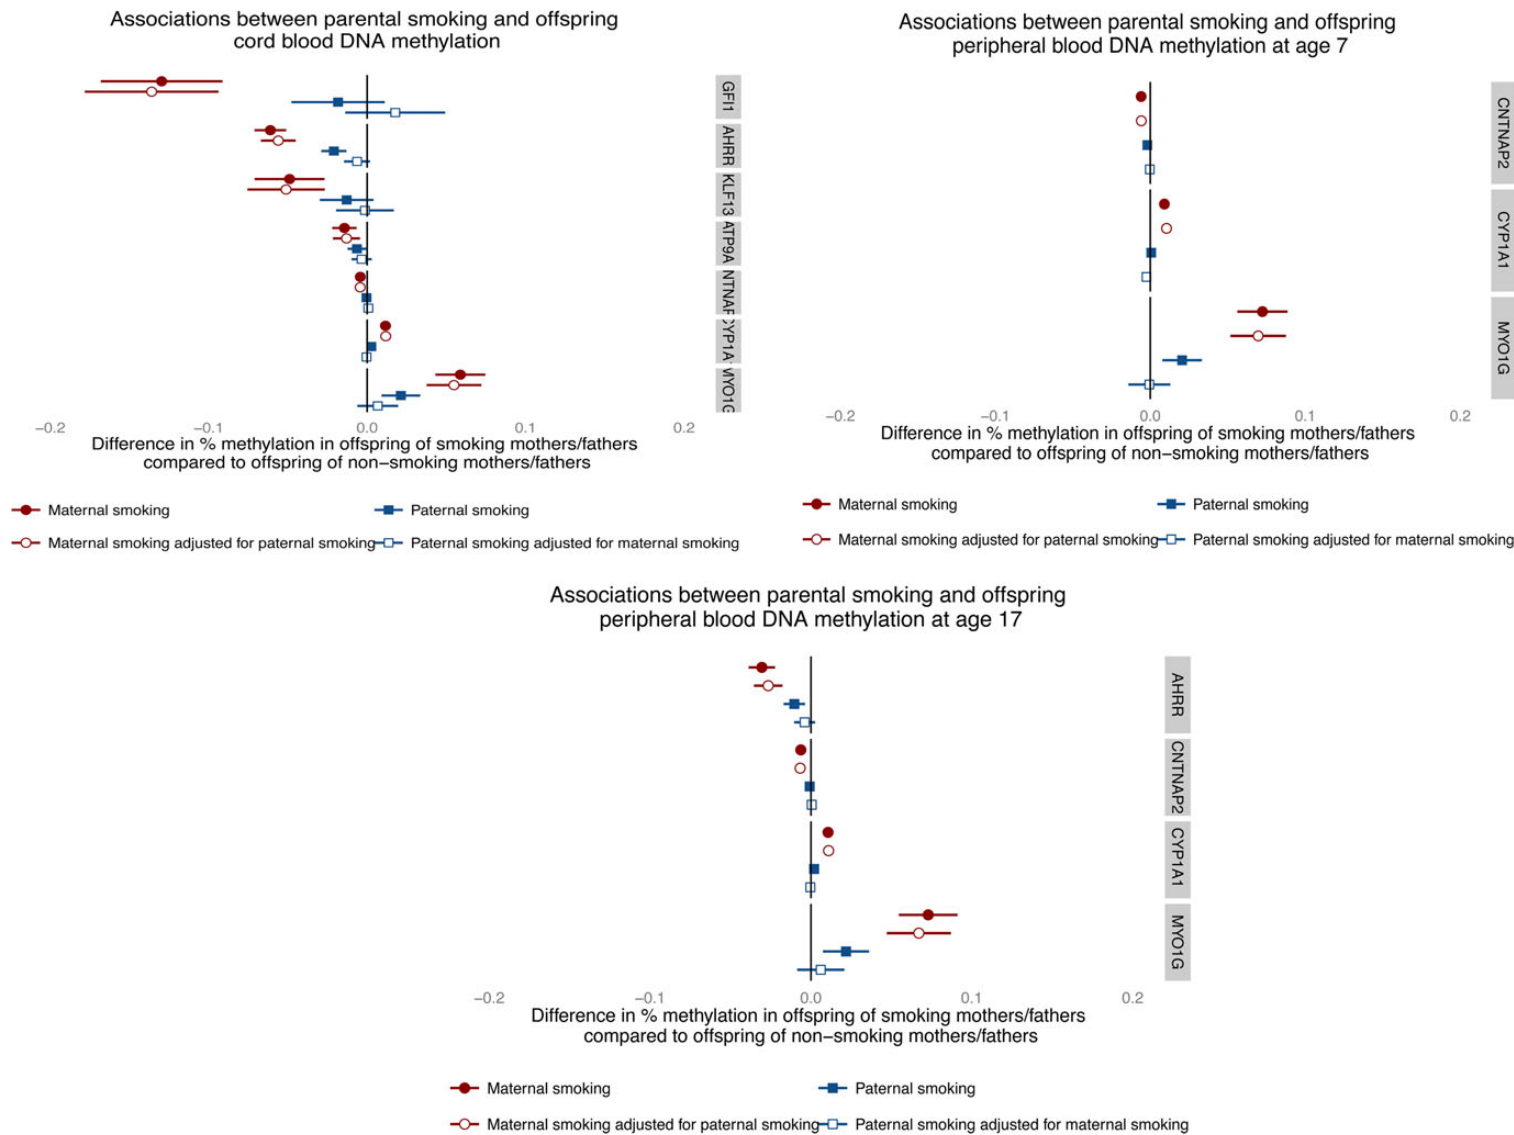 Associations between parental smoking and offspring
cord blood DNA methylation
GFI1
AHRR
KLF13
ATP9A
NTNAP
CYP1A
MYO1G
−0.2 −0.1 0.0 0.1 0.2
Difference in % methylation in offspring of smoking mothers/fathers
compared to offspring of non−smoking mothers/fathers
Maternal smoking Paternal smoking
Maternal smoking adjusted for paternal smoking Paternal smoking adjusted for maternal smoking
Associations between parental smoking and offspring
peripheral blood DNA methylation at age 7
CNTNAP2
CYP1A1
MYO1G
−0.2 −0.1 0.0 0.1 0.2
Difference in % methylation in offspring of smoking mothers/fathers
compared to offspring of non−smoking mothers/fathers
Maternal smoking Paternal smoking
Maternal smoking adjusted for paternal smoking Paternal smoking adjusted for maternal smoking
Associations between parental smoking and offspring
peripheral blood DNA methylation at age 17
AHRR
CNTNAP2
CYP1A1
MYO1G
−0.2 −0.1 0.0 0.1 0.2
Difference in % methylation in offspring of smoking mothers/fathers
compared to offspring of non−smoking mothers/fathers
Maternal smoking Paternal smoking
Maternal smoking adjusted for paternal smoking Paternal smoking adjusted for maternal smoking